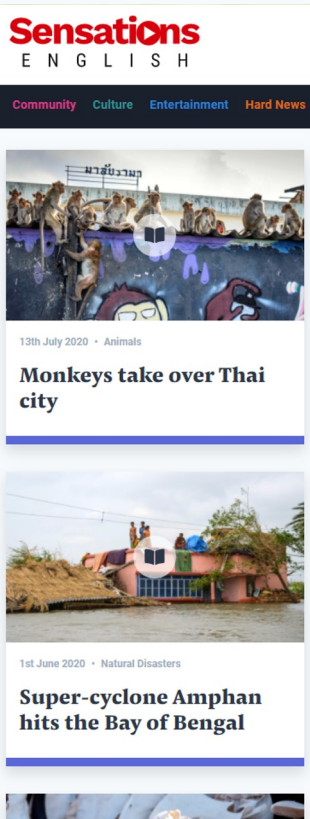 Sensations
ENGLISH
Community Culture Entertainment Hard News
13th July 2020 • Animals
Monkeys take over Thai
city
1st June 2020 • Natural Disasters
Super-cyclone Amphan
hits the Bay of Bengal